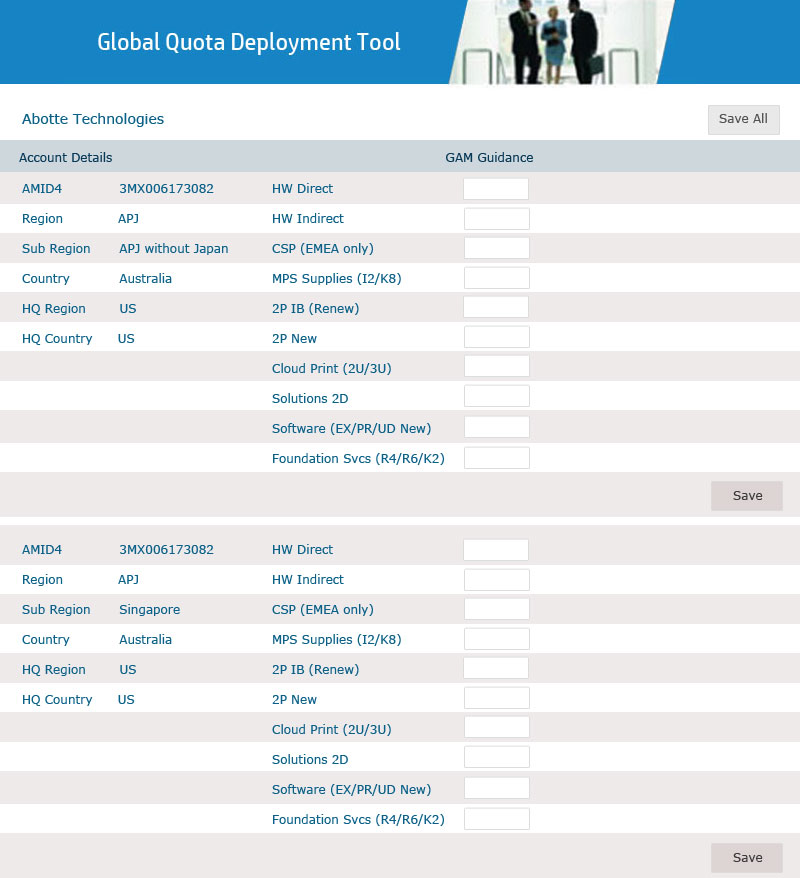 Global Quota Deployment Tool
Abotte Technologies
Save All
Account Details GAM Guidance
AMID4 3MX006173082 HW Direct
Region APJ HW Indirect
Sub Region APJ without Japan CSP (EMEA only)
Country Australia MPS Supplies (I2/K8)
HQ Region US 2P IB (Renew)
HQ Country US 2P New
Cloud Print (2U/3U)
Solutions 2D
Software (EX/PR/UD New)
Foundation Svcs (R4/R6/K2)
Save
AMID4 3MX006173082 HW Direct
Region APJ HW Indirect
Sub Region Singapore CSP (EMEA only)
Country Australia MPS Supplies (I2/K8)
HQ Region US 2P IB (Renew)
HQ Country US 2P New
Cloud Print (2U/3U)
Solutions 2D
Software (EX/PR/UD New)
Foundation Svcs (R4/R6/K2)
Save